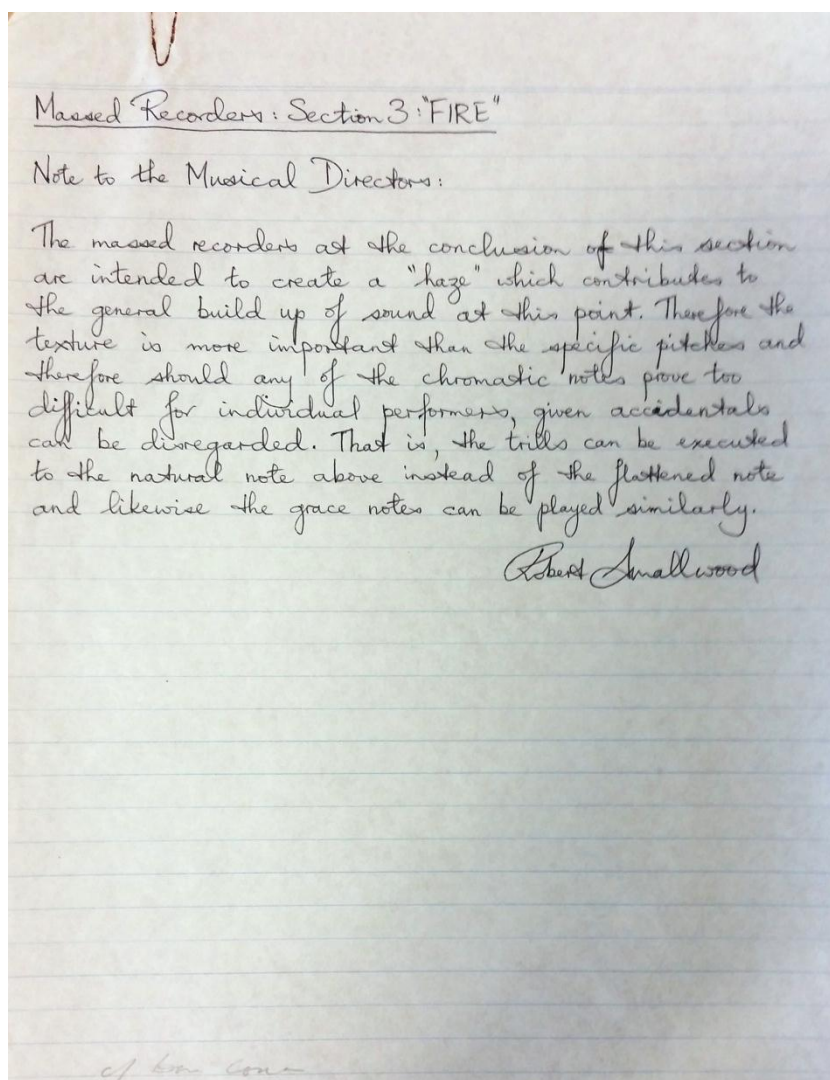 Massed Recorders: Section 3: "FIRE"
Note to the Musical Directors:
The massed recorders at the conclusion of this section
are intended to create a "haze" which contributes to
the general build up of sound at this point. Therefore the
texture is more important than the specific pitches and
therefore should any of the chromatic notes prove too
difficult for individual performers, given accidentals
can be disregarded. That is, the trills can be executed
to the natural note above instead of the flattened note
and likewise the grace notes can be played similarly.
Robert Smallwood